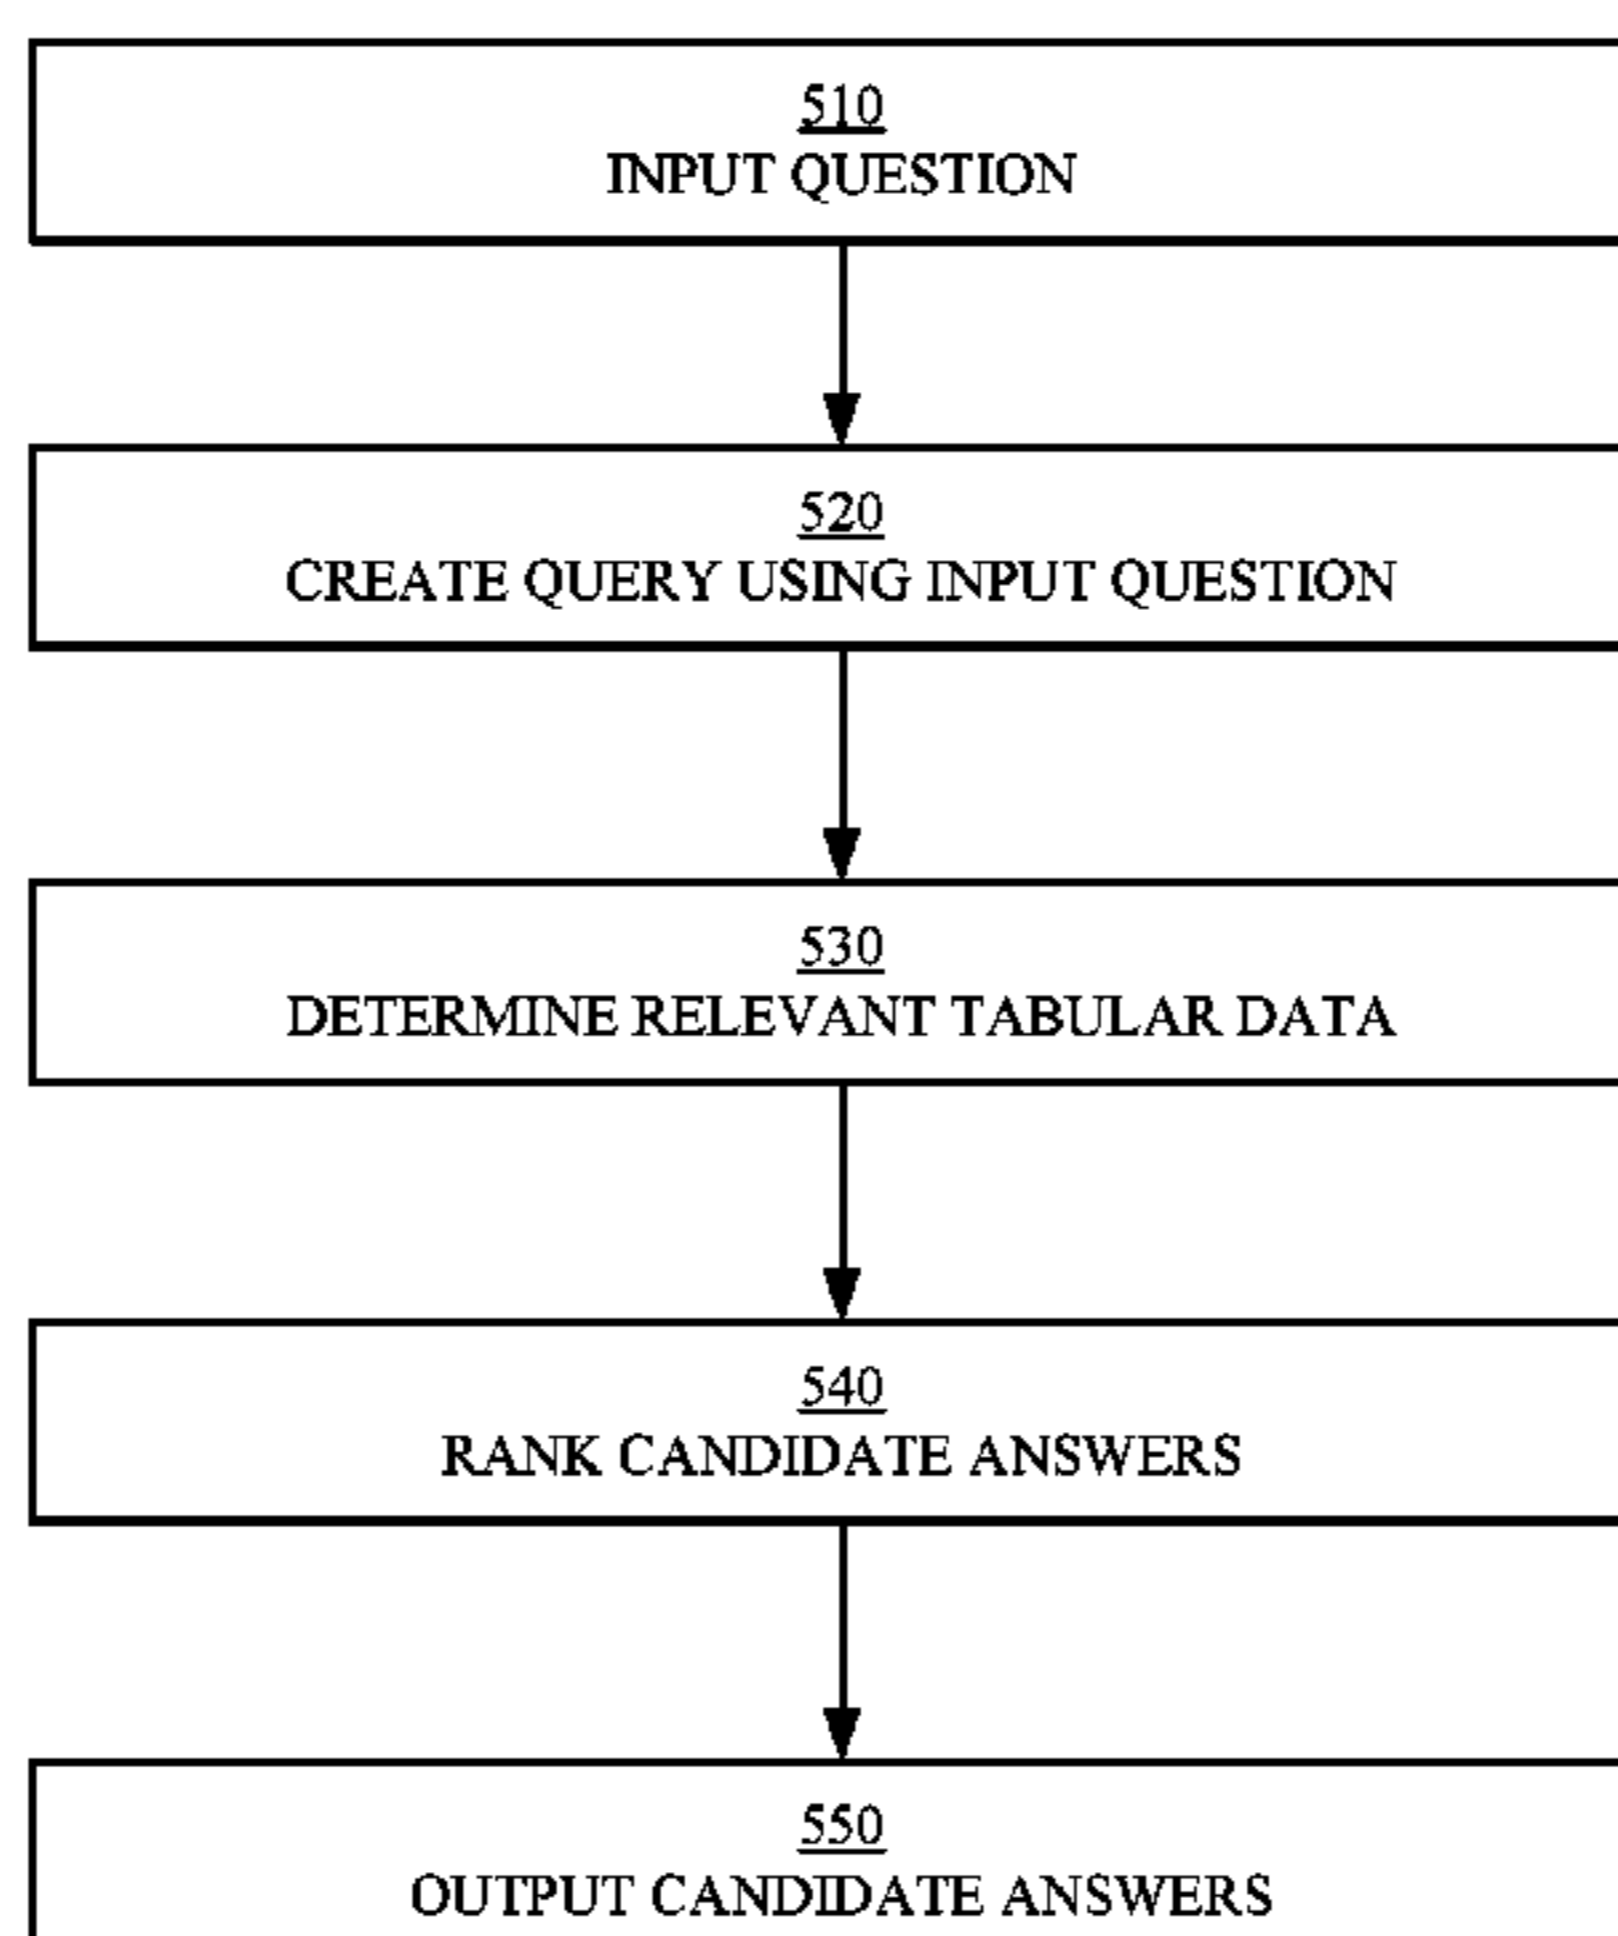 510
INPUT QUESTION
520
CREATE QUERY USING INPUT QUESTION
530
DETERMINE RELEVANT TABULAR DATA
540
RANK CANDIDATE ANSWERS
550
OUTPUT CANDIDATE ANSWERS